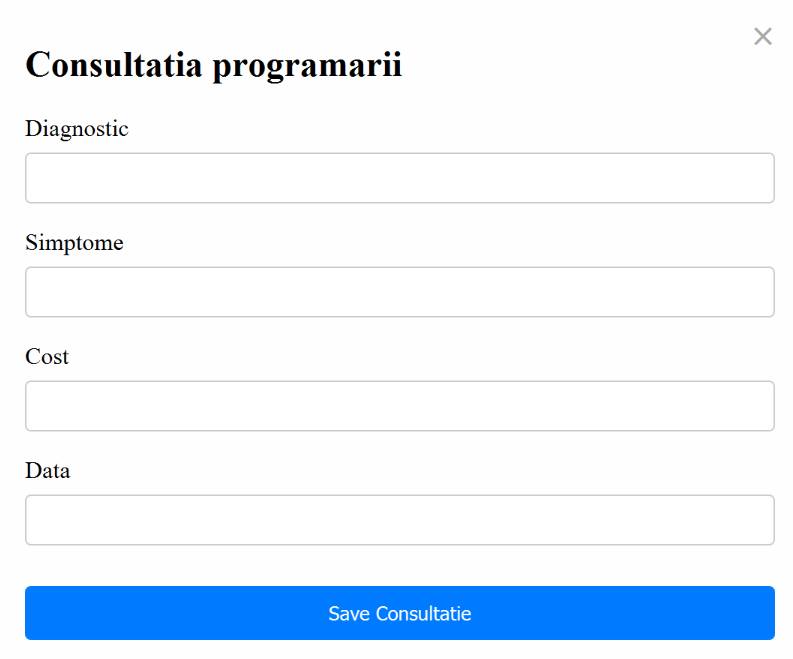 Consultatia programarii
Diagnostic
Simptome
Cost
Data
Save Consultatie